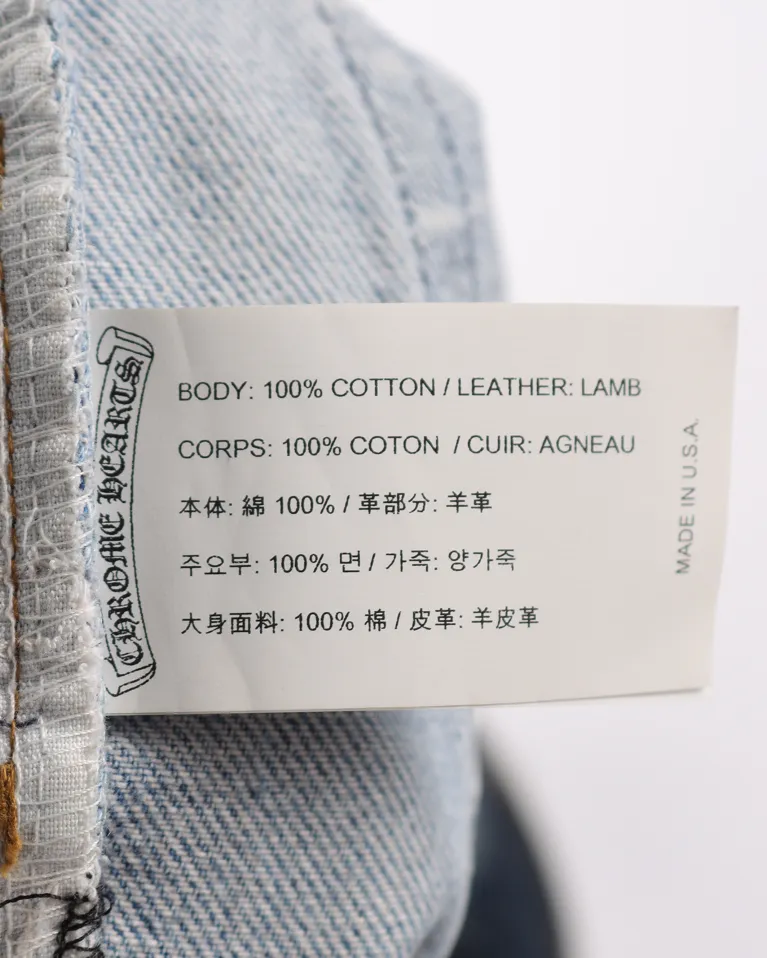 CHROME HEARTS
BODY: 100% COTTON / LEATHER: LAMB
CORPS: 100% COTON / CUIR: AGNEAU
本体: 綿 100% / 革部分: 羊革
주요부: 100% 면 / 가죽: 양가죽
大身面料: 100% 棉 / 皮革: 羊皮革
MADE IN U.S.A.